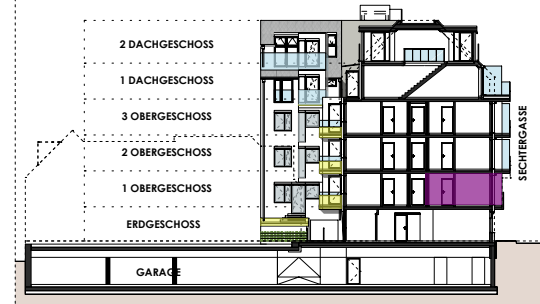 2 DACHGESCHOSS
1 DACHGESCHOSS
3 OBERGESCHOSS
2 OBERGESCHOSS
1 OBERGESCHOSS
ERDGESCHOSS
GARAGE
SECHTERGASSE